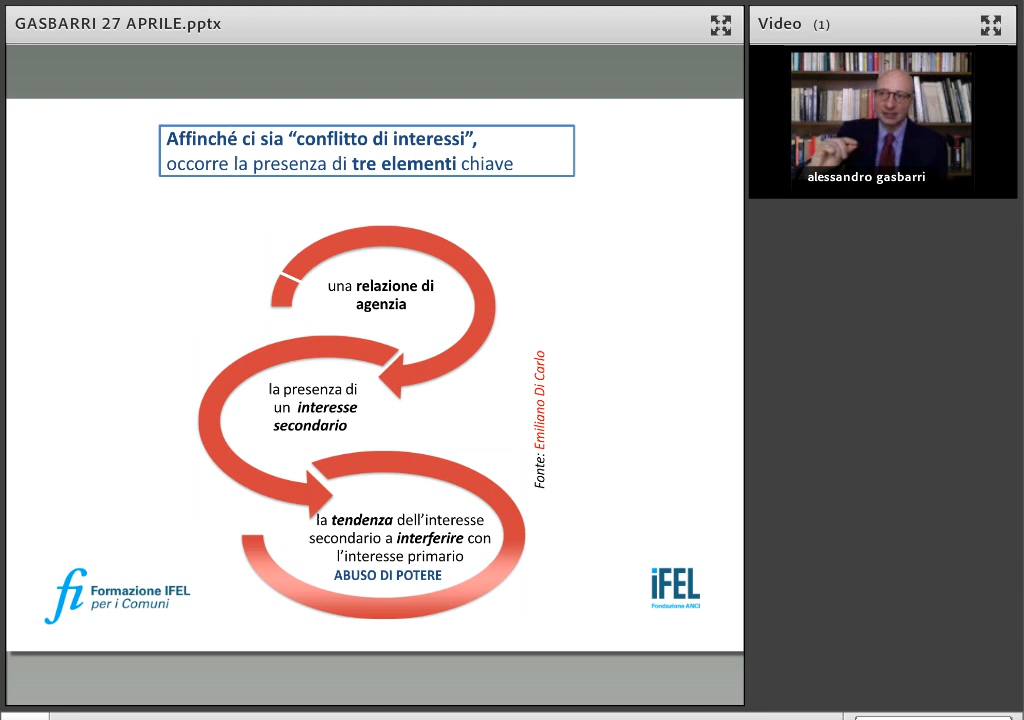 GASBARRI 27 APRILE.pptx
Video (1)
alessandro gasbarri
Affinché ci sia “conflitto di interessi”,
occorre la presenza di tre elementi chiave
una relazione di
agenzia
la presenza di
un interesse
secondario
la tendenza dell’interesse
secondario a interferire con
l’interesse primario
ABUSO DI POTERE
Fonte: Emiliano Di Carlo
fi Formazione IFEL
per i Comuni
iFEL
Fondazione ANCI